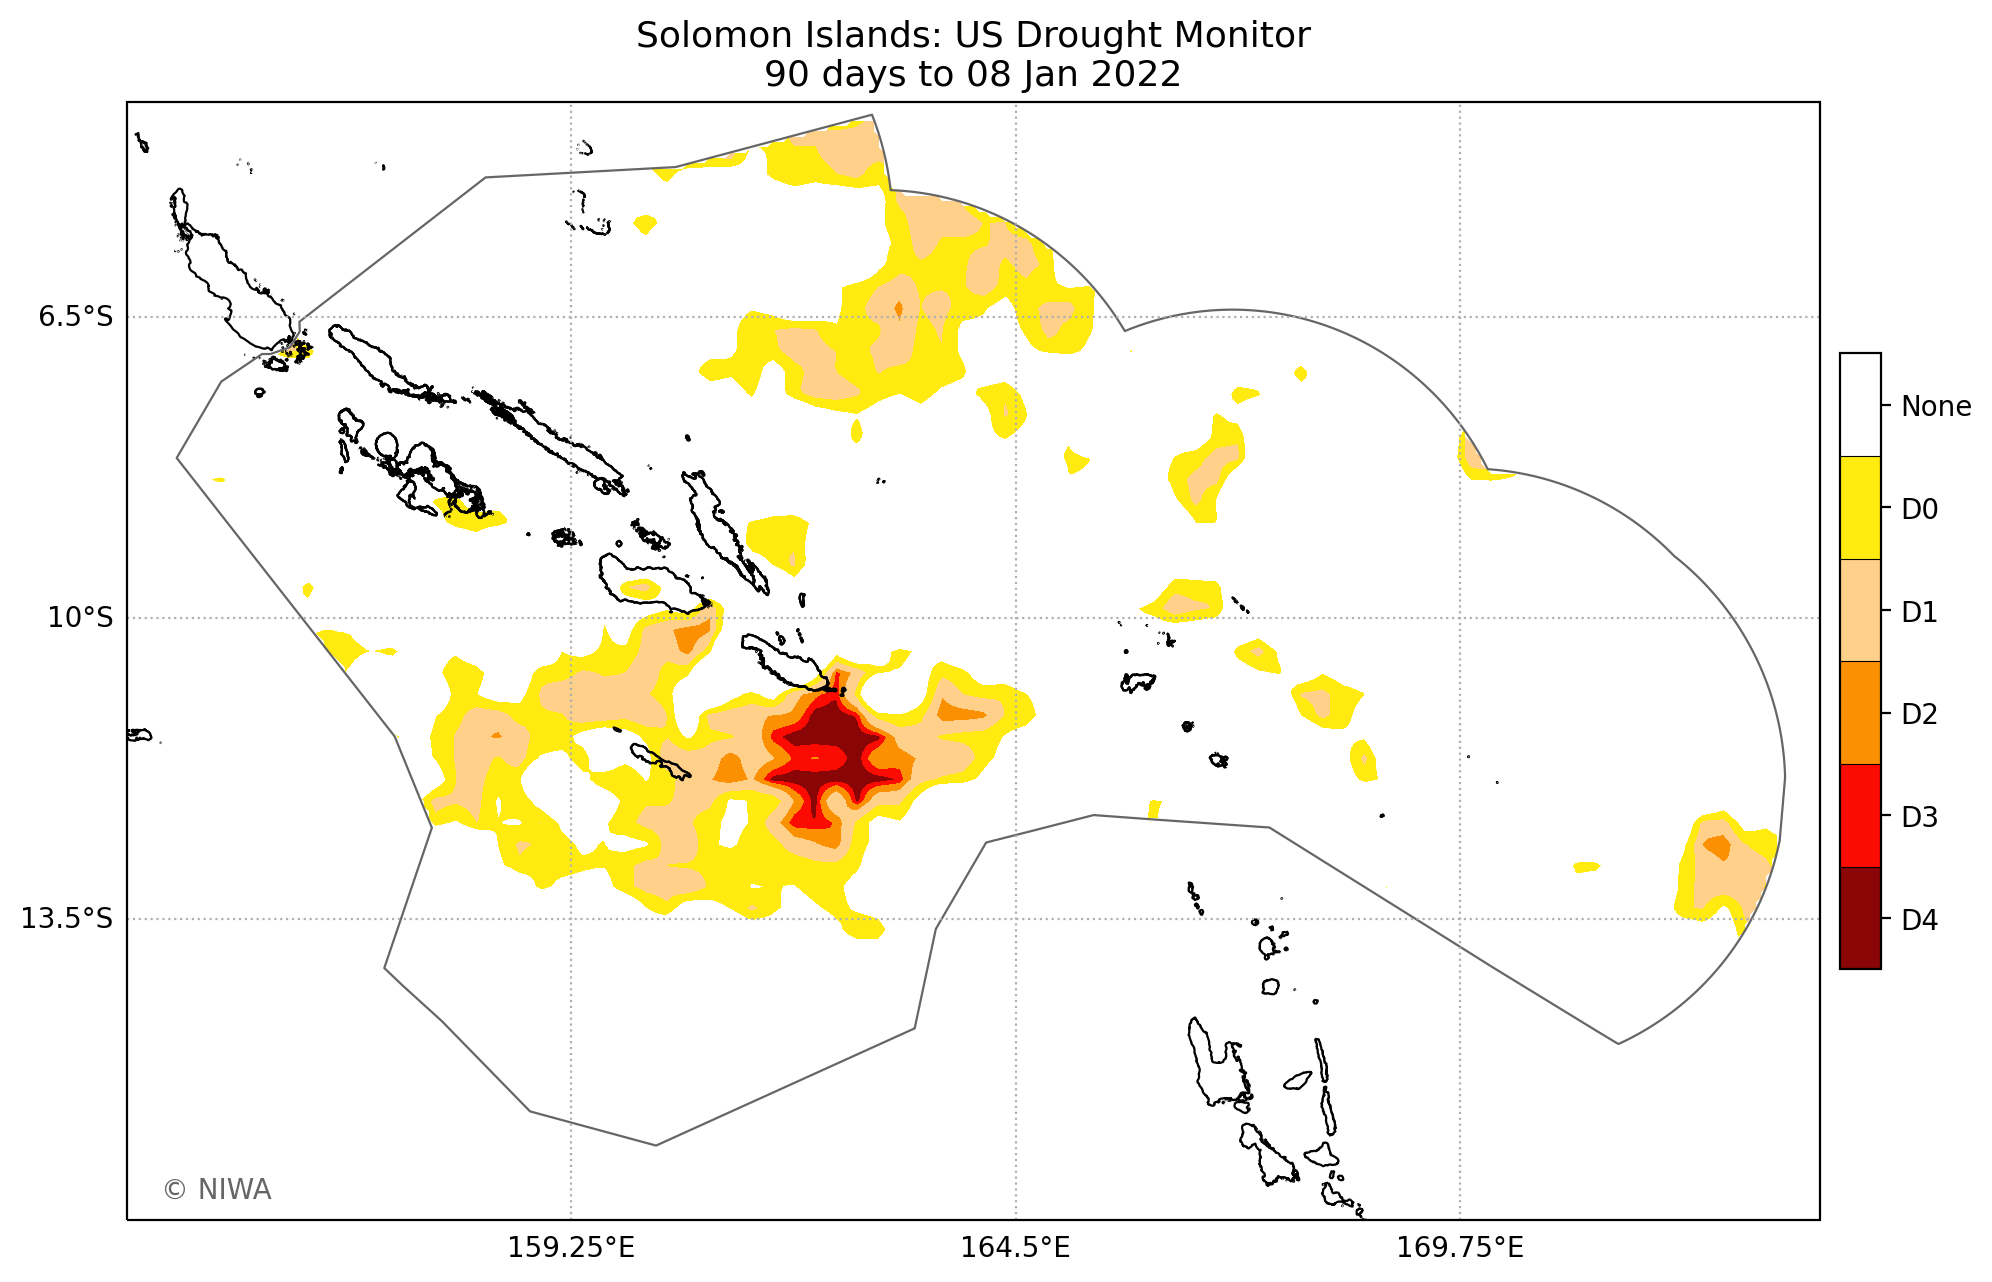 Solomon Islands: US Drought Monitor
90 days to 08 Jan 2022
6.5°S
10°S
13.5°S
159.25°E
164.5°E
169.75°E
None
D0
D1
D2
D3
D4
© NIWA